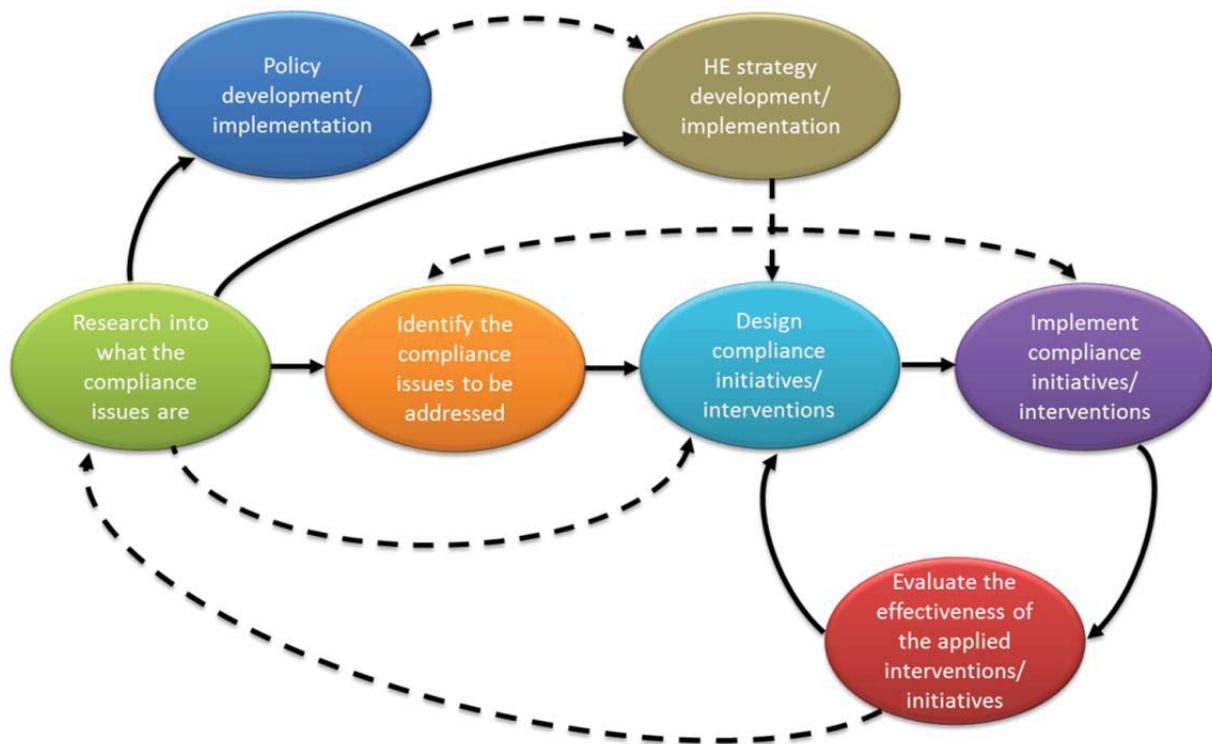 Policy
development/
implementation
HE strategy
development/
implementation
Research into
what the
compliance
issues are
Identify the
compliance
issues to be
addressed
Design
compliance
initiatives/
interventions
Implement
compliance
initiatives/
interventions
Evaluate the
effectiveness of
the applied
interventions/
initiatives